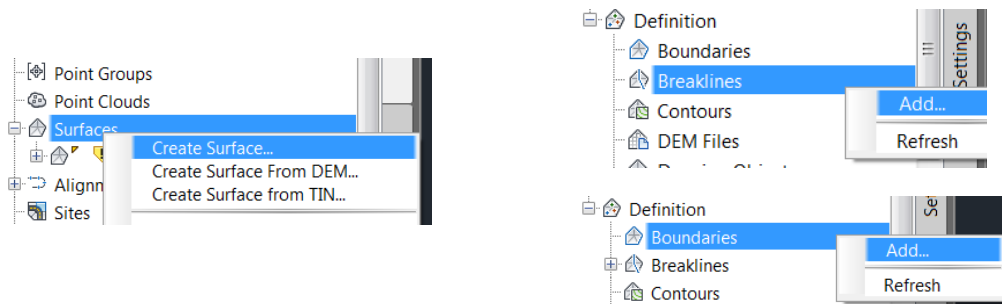 Point Groups
Point Clouds
Surfaces
Create Surface...
Create Surface From DEM...
Create Surface from TIN...
Sites
Definition
Boundaries
Breaklines
Contours
DEM Files
Add...
Refresh
Settings
Definition
Boundaries
Breaklines
Contours
Add...
Refresh